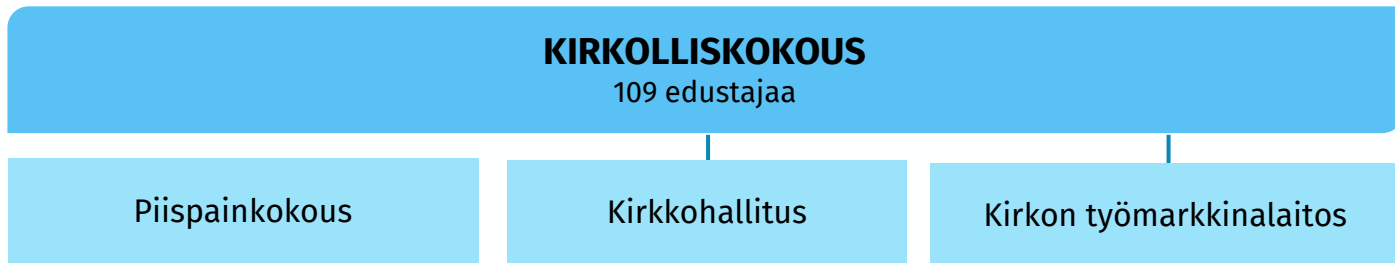 KIRKOLLISKOKOUS
109 edustajaa
Piispainkokous
Kirkkohallitus
Kirkon työmarkkinalaitos